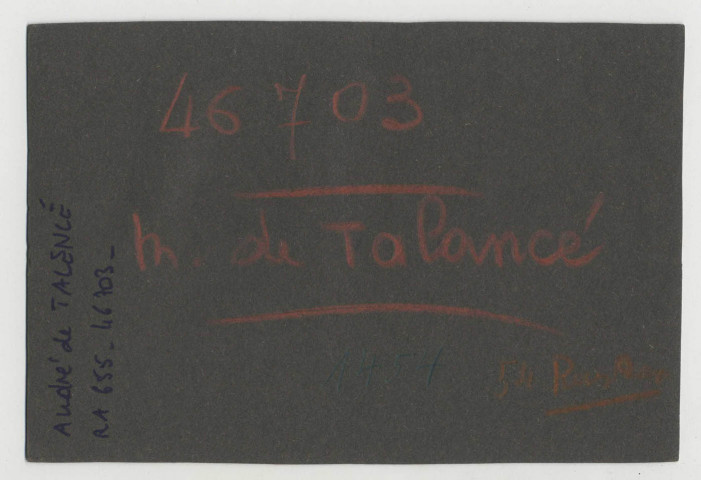 46703
M. de Talancé
André de TALENCÉ
RA 655 - 46703 -